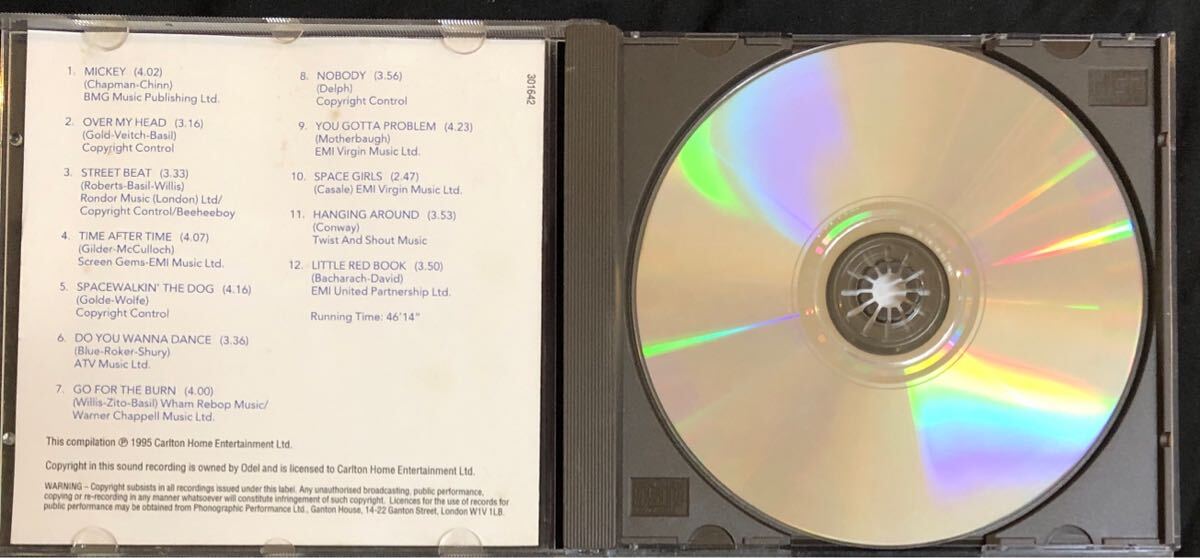 1. MICKEY (4.02)
(Chapman-Chinn)
BMG Music Publishing Ltd.
2. OVER MY HEAD (3.16)
(Gold-Veitch-Basil)
Copyright Control
3. STREET BEAT (3.33)
(Roberts-Basil-Willis)
Rondor Music (London) Ltd/
Copyright Control/Beeheeboy
4. TIME AFTER TIME (4.07)
(Gilder-McCulloch)
Screen Gems-EMI Music Ltd.
5. SPACEWALKIN' THE DOG (4.16)
(Golde-Wolfe)
Copyright Control
6. DO YOU WANNA DANCE (3.36)
(Blue-Roker-Shury)
ATV Music Ltd.
7. GO FOR THE BURN (4.00)
(Willis-Zito-Basil) Wham Rebop Music/
Warner Chappell Music Ltd.
8. NOBODY (3.56)
(Delph)
Copyright Control
9. YOU GOTTA PROBLEM (4.23)
(Motherbaugh)
EMI Virgin Music Ltd.
10. SPACE GIRLS (2.47)
(Casale) EMI Virgin Music Ltd.
11. HANGING AROUND (3.53)
(Conway)
Twist And Shout Music
12. LITTLE RED BOOK (3.50)
(Bacharach-David)
EMI United Partnership Ltd.
Running Time: 46'14"
301642
This compilation ℗ 1995 Carlton Home Entertainment Ltd.
Copyright in this sound recording is owned by Odel and is licensed to Carlton Home Entertainment Ltd.
WARNING – Copyright subsists in all recordings issued under this label. Any unauthorised broadcasting, public performance,
copying or re-recording in any manner whatsoever will constitute infringement of such copyright. Licences for the use of records for
public performance may be obtained from Phonographic Performance Ltd., Ganton House, 14-22 Ganton Street, London W1V 1LB.